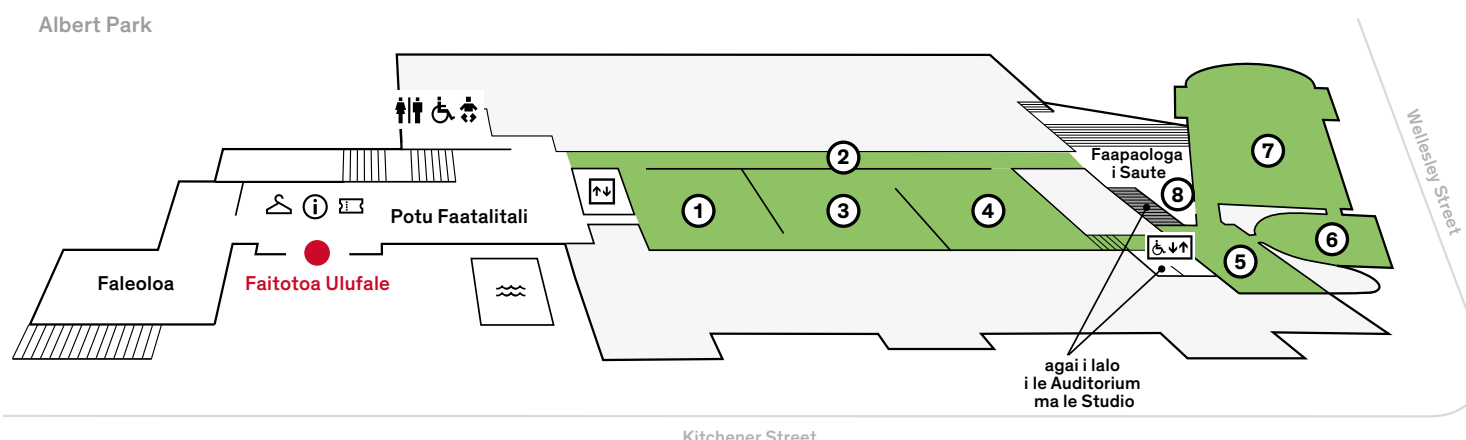 Albert Park
Wellesley Street
2
Faapaologa
i Saute
7
8
1
3
4
Potu Faatalitali
6
5
Faleoloa
Faitotoa Ulufale
agai i lalo
i le Auditorium
ma le Studio
Kitchener Street